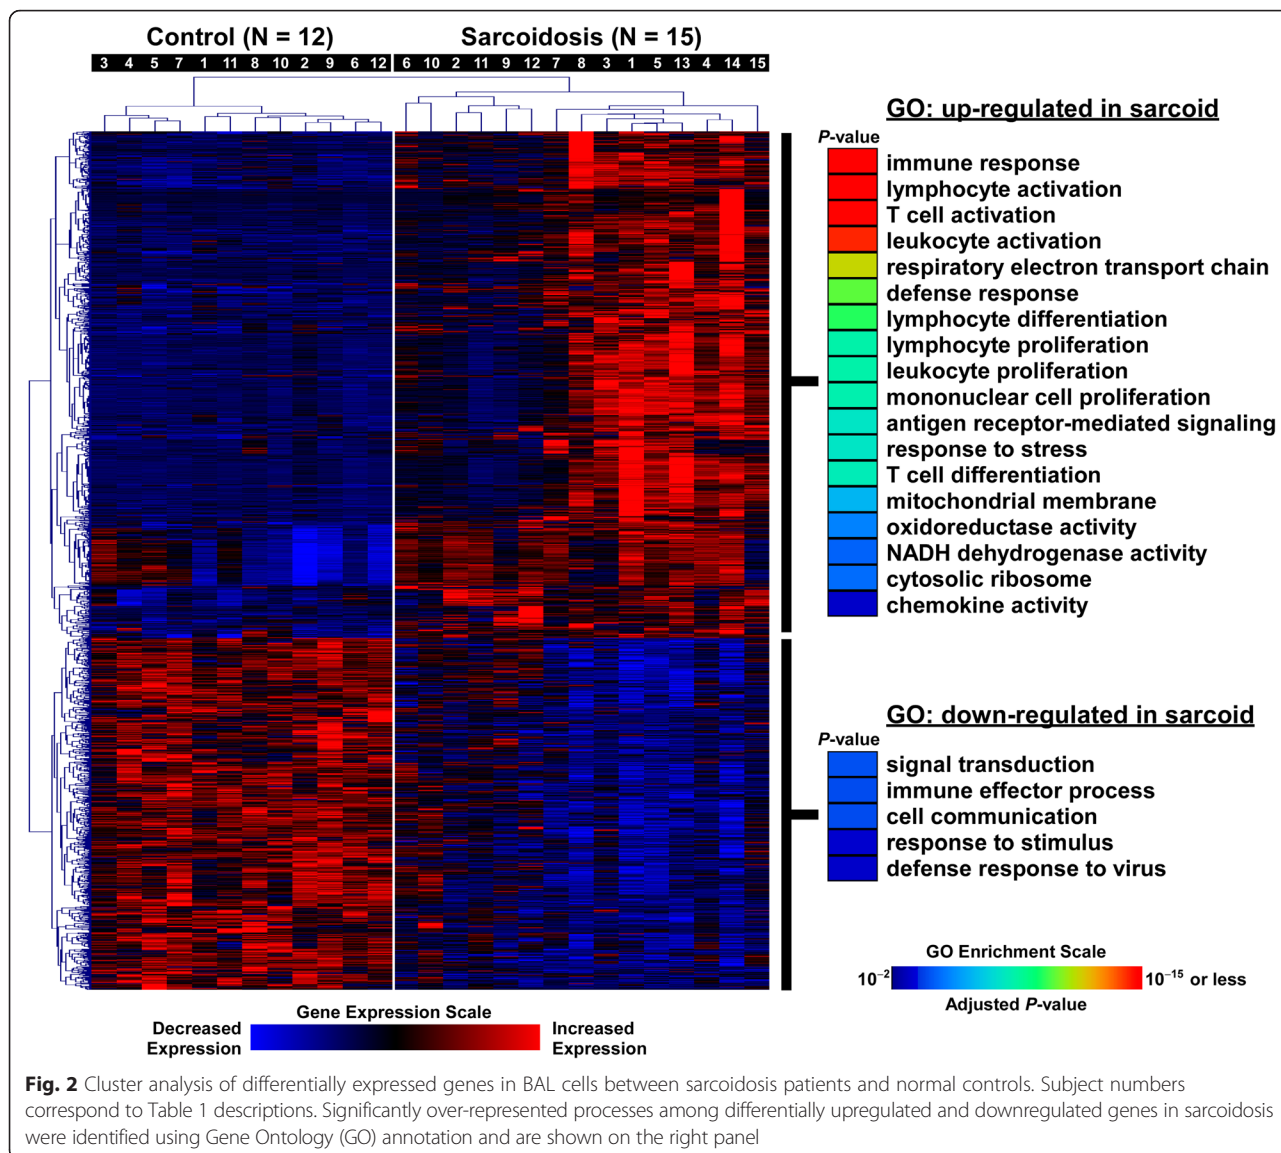 Control (N = 12)
Sarcoidosis (N = 15)
3 4 5 7 1 11 8 10 2 9 6 12
6 10 2 11 9 12 7 8 3 1 5 13 4 14 15
GO: up-regulated in sarcoid
P-value
immune response
lymphocyte activation
T cell activation
leukocyte activation
respiratory electron transport chain
defense response
lymphocyte differentiation
lymphocyte proliferation
leukocyte proliferation
mononuclear cell proliferation
antigen receptor-mediated signaling
response to stress
T cell differentiation
mitochondrial membrane
oxidoreductase activity
NADH dehydrogenase activity
cytosolic ribosome
chemokine activity
GO: down-regulated in sarcoid
P-value
signal transduction
immune effector process
cell communication
response to stimulus
defense response to virus
GO Enrichment Scale
10⁻² 10⁻¹⁵ or less
Adjusted P-value
Gene Expression Scale
Decreased
Expression
Increased
Expression
Fig. 2 Cluster analysis of differentially expressed genes in BAL cells between sarcoidosis patients and normal controls. Subject numbers
correspond to Table 1 descriptions. Significantly over-represented processes among differentially upregulated and downregulated genes in sarcoidosis
were identified using Gene Ontology (GO) annotation and are shown on the right panel